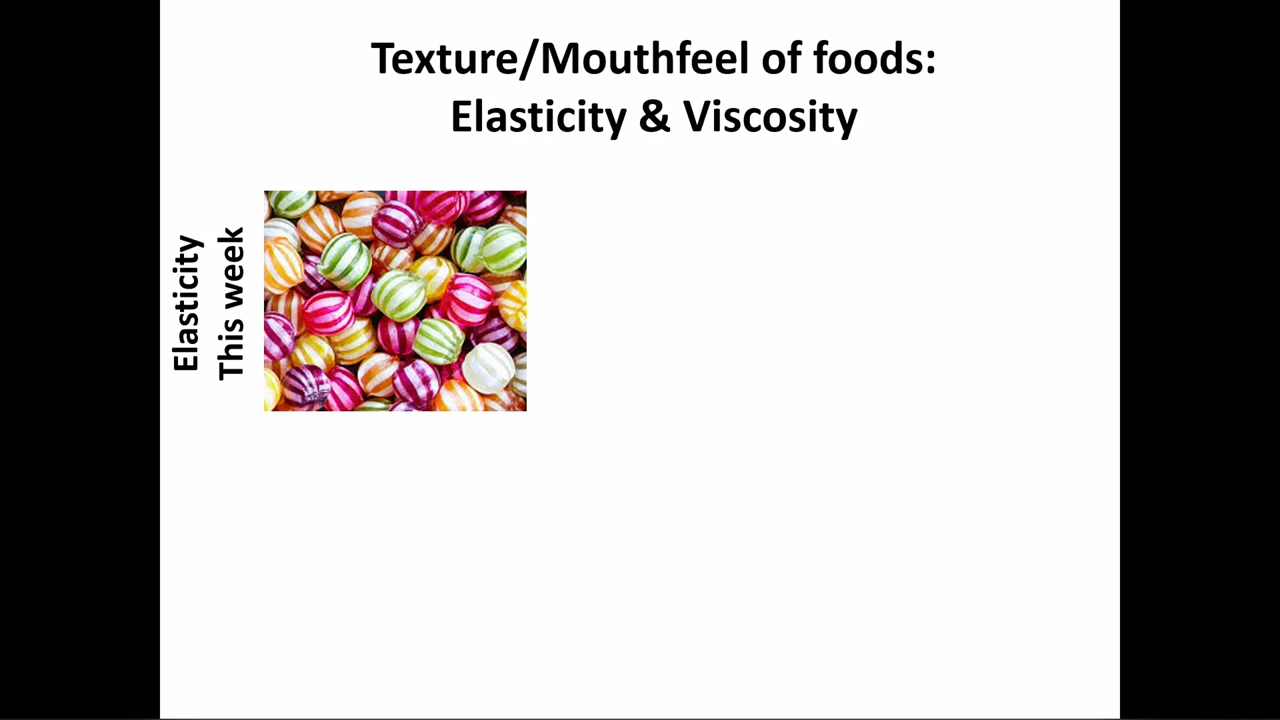 Texture/Mouthfeel of foods:
Elasticity & Viscosity
Elasticity
This week